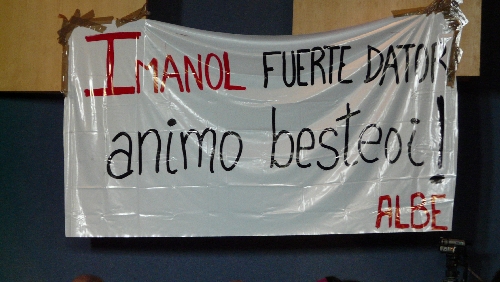 IMANOL FUERTE DATOR
animo besteoi!
ALBE